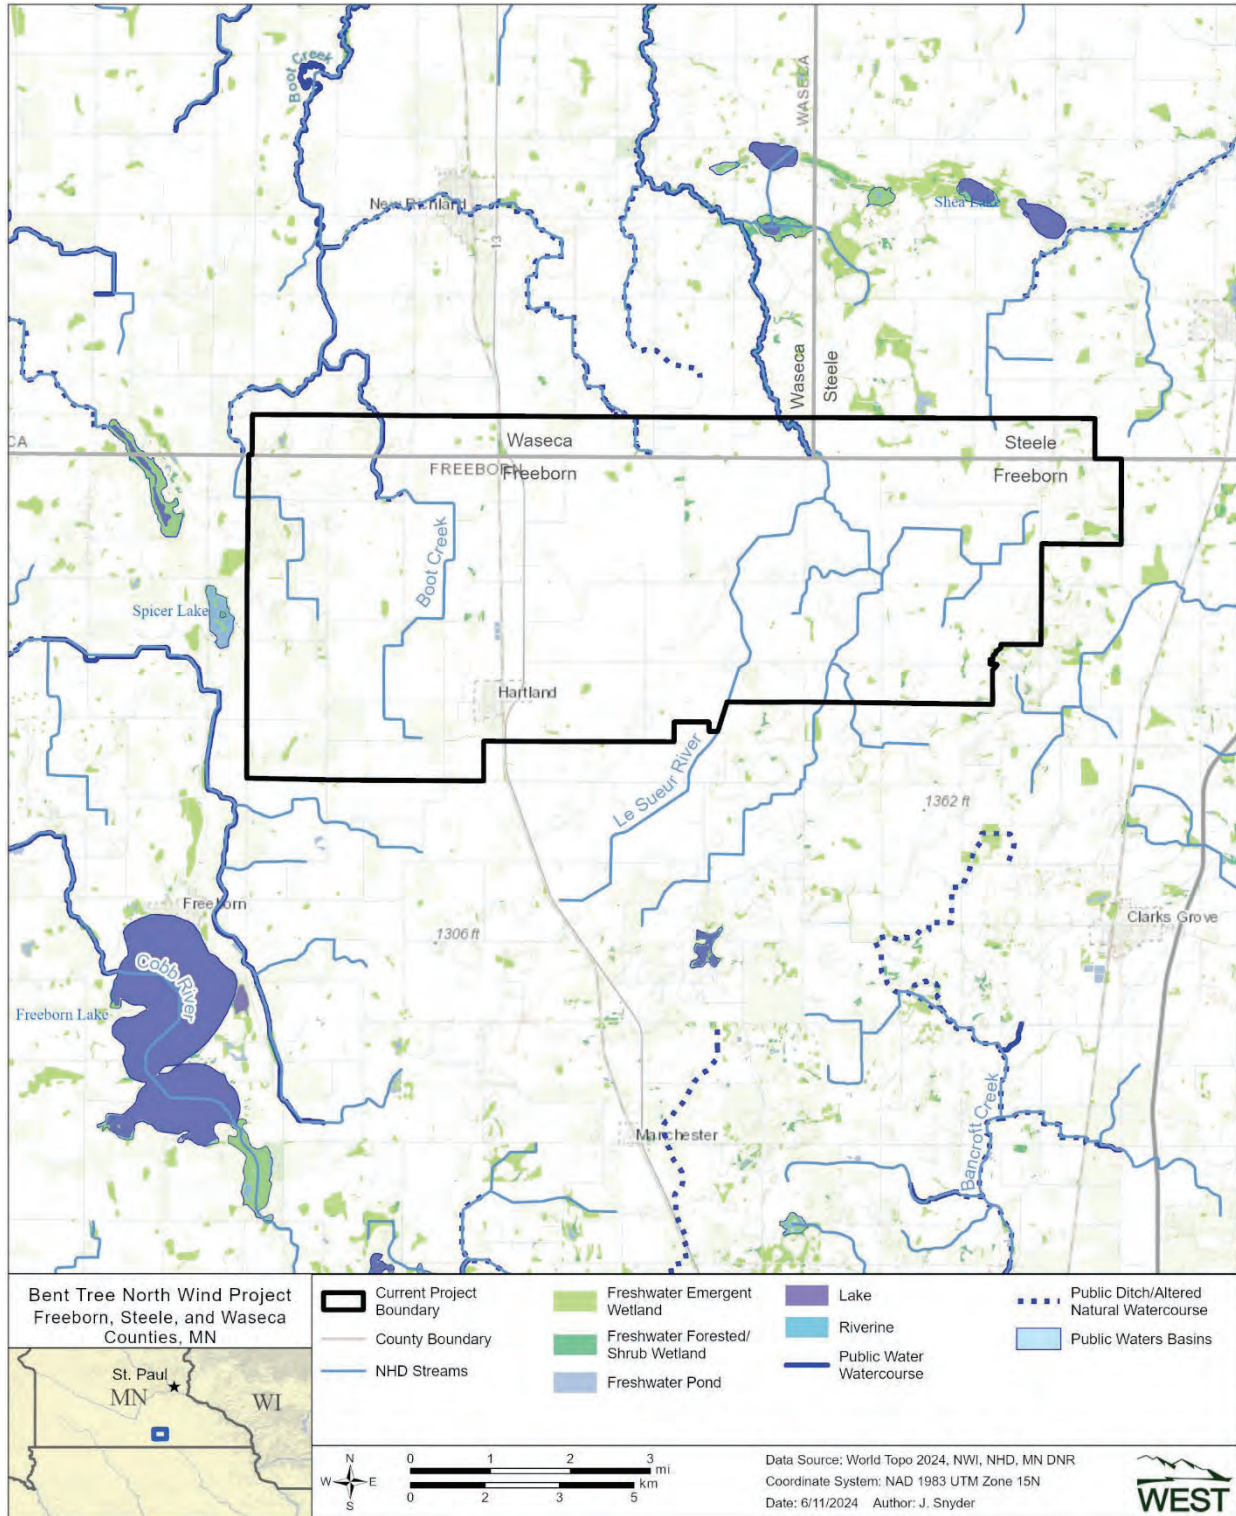 Boot Creek
WASECA
New Richland
Shea Lake
13
Waseca
Steele
CA
Waseca
Steele
FREEBORN
Freeborn
Freeborn
Boot Creek
Spicer Lake
Hartland
Le Sueur River
1362 ft
Freeborn
Clarks Grove
1306 ft
Cobb River
Freeborn Lake
Bancroft Creek
Manchester
Bent Tree North Wind Project
Freeborn, Steele, and Waseca
Counties, MN
St. Paul
MN
WI
Current Project
Boundary
County Boundary
NHD Streams
Freshwater Emergent
Wetland
Freshwater Forested/
Shrub Wetland
Freshwater Pond
Lake
Riverine
Public Water
Watercourse
Public Ditch/Altered
Natural Watercourse
Public Waters Basins
N
W E
S
0 1 2 3
mi
km
0 2 3 5
Data Source: World Topo 2024, NWI, NHD, MN DNR
Coordinate System: NAD 1983 UTM Zone 15N
Date: 6/11/2024 Author: J. Snyder
WEST